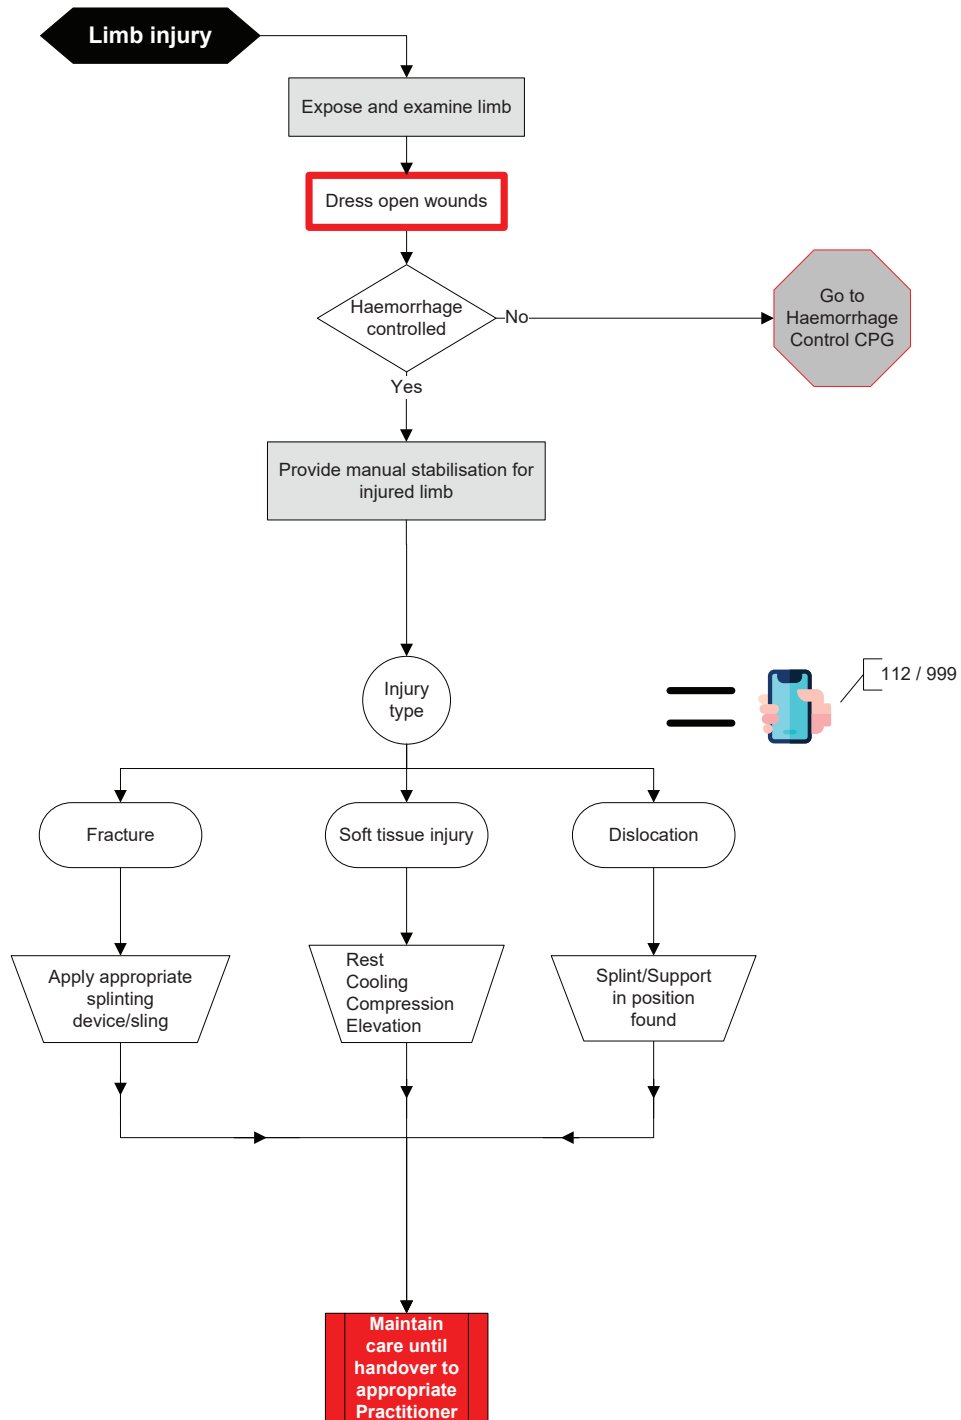 Limb injury
Expose and examine limb
Dress open wounds
Haemorrhage
controlled
No
Go to
Haemorrhage
Control CPG
Yes
Provide manual stabilisation for
injured limb
Injury
type
112 / 999
Fracture
Soft tissue injury
Dislocation
Apply appropriate
splinting
device/sling
Rest
Cooling
Compression
Elevation
Splint/Support
in position
found
Maintain
care until
handover to
appropriate
Practitioner